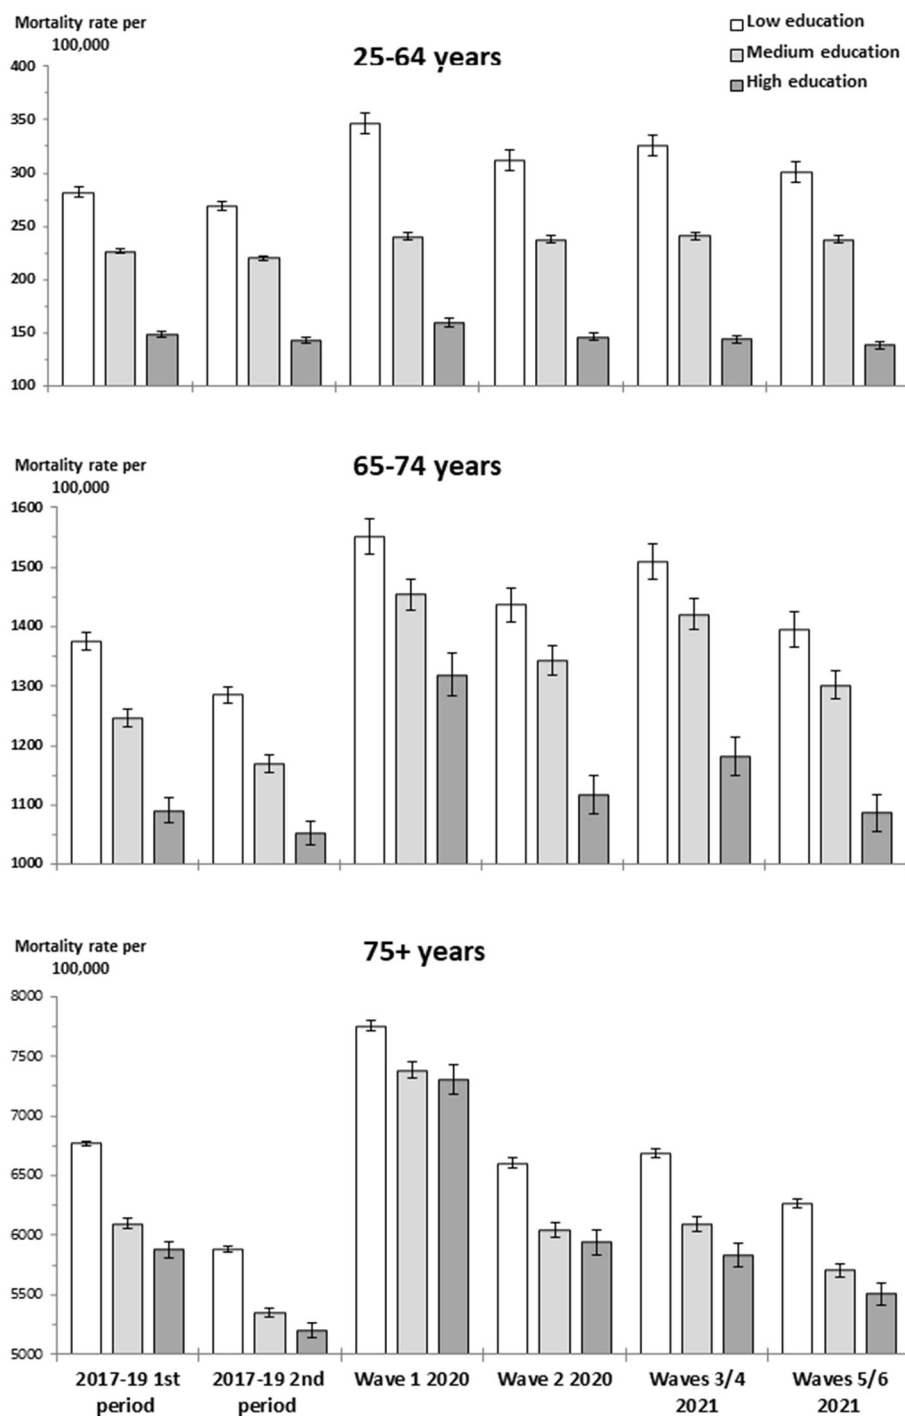 Mortality rate per
100,000
25-64 years
Low education
Medium education
High education
400
350
300
250
200
150
100
Mortality rate per
100,000
65-74 years
1600
1500
1400
1300
1200
1100
1000
Mortality rate per
100,000
75+ years
8000
7500
7000
6500
6000
5500
5000
2017-19 1st
period
2017-19 2nd
period
Wave 1 2020
Wave 2 2020
Waves 3/4
2021
Waves 5/6
2021